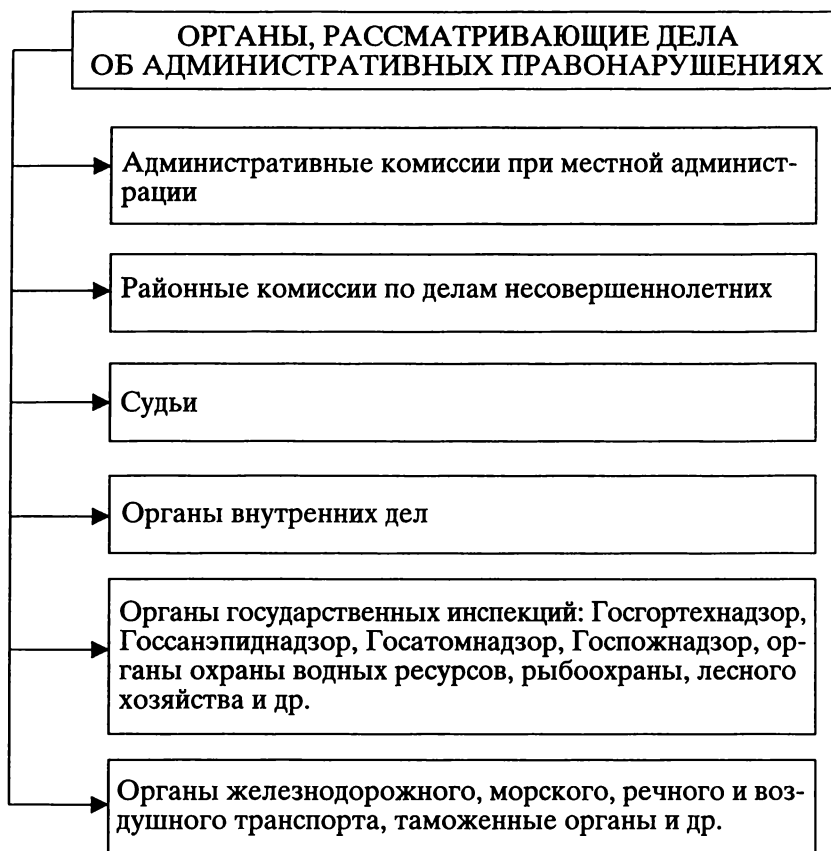 ОРГАНЫ, РАССМАТРИВАЮЩИЕ ДЕЛА
ОБ АДМИНИСТРАТИВНЫХ ПРАВОНАРУШЕНИЯХ
Административные комиссии при местной админист-
рации
Районные комиссии по делам несовершеннолетних
Судьи
Органы внутренних дел
Органы государственных инспекций: Госгортехнадзор,
Госсанэпиднадзор, Госатомнадзор, Госпожнадзор, ор-
ганы охраны водных ресурсов, рыбоохраны, лесного
хозяйства и др.
Органы железнодорожного, морского, речного и воз-
душного транспорта, таможенные органы и др.